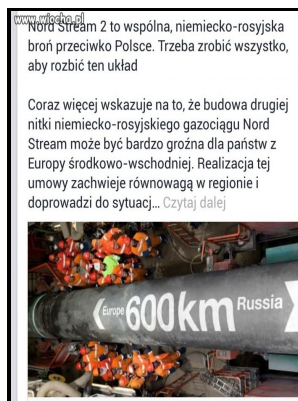 www.wiocha.pl
Nord Stream 2 to wspólna, niemiecko-rosyjska
broń przeciwko Polsce. Trzeba zrobić wszystko,
aby rozbić ten układ
Coraz więcej wskazuje na to, że budowa drugiej
nitki niemiecko-rosyjskiego gazociągu Nord
Stream może być bardzo groźna dla państw z
Europy środkowo-wschodniej. Realizacja tej
umowy zachwieje równowagą w regionie i
doprowadzi do sytuacj... Czytaj dalej
Europe 600km Russia